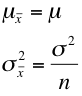 μ_x̄ = μ
σ²_x̄ = σ²/n